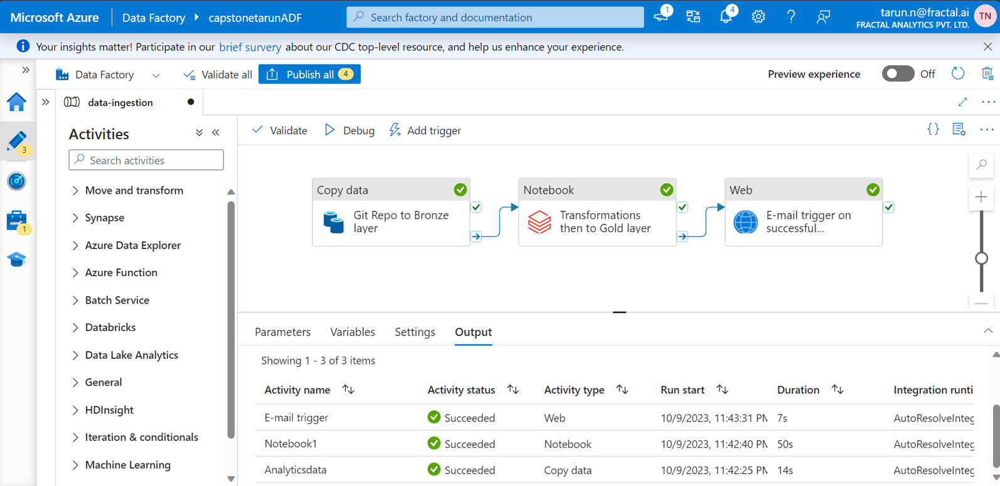 Microsoft Azure
Data Factory
capstonetarunADF
Search factory and documentation
1
4
tarun.n@fractal.ai
FRACTAL ANALYTICS PVT. LTD.
TN
Your insights matter! Participate in our brief survery about our CDC top-level resource, and help us enhance your experience.
Data Factory
Validate all
Publish all 4
Preview experience
Off
data-ingestion
3
1
Activities
Search activities
Move and transform
Synapse
Azure Data Explorer
Azure Function
Batch Service
Databricks
Data Lake Analytics
General
HDInsight
Iteration & conditionals
Machine Learning
Validate
Debug
Add trigger
{}
Copy data
Git Repo to Bronze
layer
Notebook
Transformations
then to Gold layer
Web
E-mail trigger on
successful...
Parameters Variables Settings Output
Showing 1 - 3 of 3 items
Activity name Activity status Activity type Run start Duration Integration runti
E-mail trigger Succeeded Web 10/9/2023, 11:43:31 PM 7s AutoResolveInteg
Notebook1 Succeeded Notebook 10/9/2023, 11:42:40 PM 50s AutoResolveInteg
Analyticsdata Succeeded Copy data 10/9/2023, 11:42:25 PM 14s AutoResolveInteg